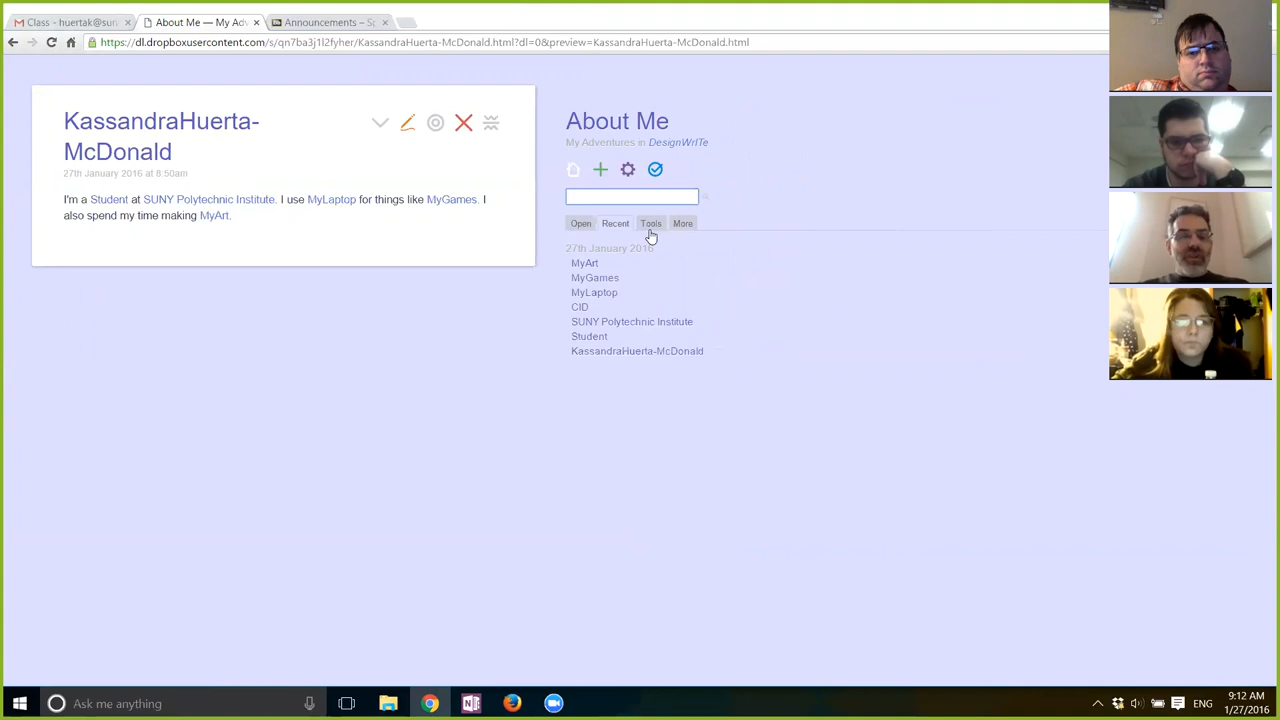 Class - huertak@sun
About Me — My Adv
Announcements – Sp
https://dl.dropboxusercontent.com/s/qn7ba3j1l2fyher/KassandraHuerta-McDonald.html?dl=0&preview=KassandraHuerta-McDonald.html
KassandraHuerta-
McDonald
27th January 2016 at 8:50am
I'm a Student at SUNY Polytechnic Institute. I use MyLaptop for things like MyGames. I
also spend my time making MyArt.
About Me
My Adventures in DesignWrITe
Open Recent Tools More
27th January 2016
MyArt
MyGames
MyLaptop
CID
SUNY Polytechnic Institute
Student
KassandraHuerta-McDonald
Ask me anything
ENG
9:12 AM
1/27/2016